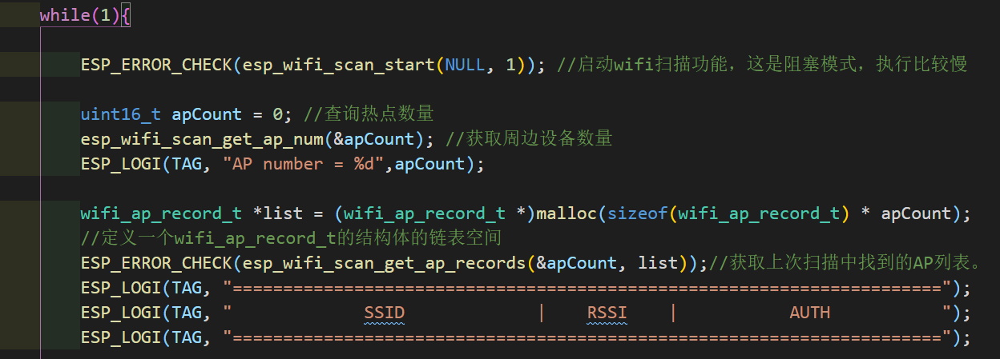 while(1){
ESP_ERROR_CHECK(esp_wifi_scan_start(NULL, 1)); //启动wifi扫描功能，这是阻塞模式，执行比较慢
uint16_t apCount = 0; //查询热点数量
esp_wifi_scan_get_ap_num(&apCount); //获取周边设备数量
ESP_LOGI(TAG, "AP number = %d",apCount);
wifi_ap_record_t *list = (wifi_ap_record_t *)malloc(sizeof(wifi_ap_record_t) * apCount);
//定义一个wifi_ap_record_t的结构体的链表空间
ESP_ERROR_CHECK(esp_wifi_scan_get_ap_records(&apCount, list));//获取上次扫描中找到的AP列表。
ESP_LOGI(TAG, "======================================================================");
ESP_LOGI(TAG, "             SSID             |    RSSI    |           AUTH           ");
ESP_LOGI(TAG, "======================================================================");